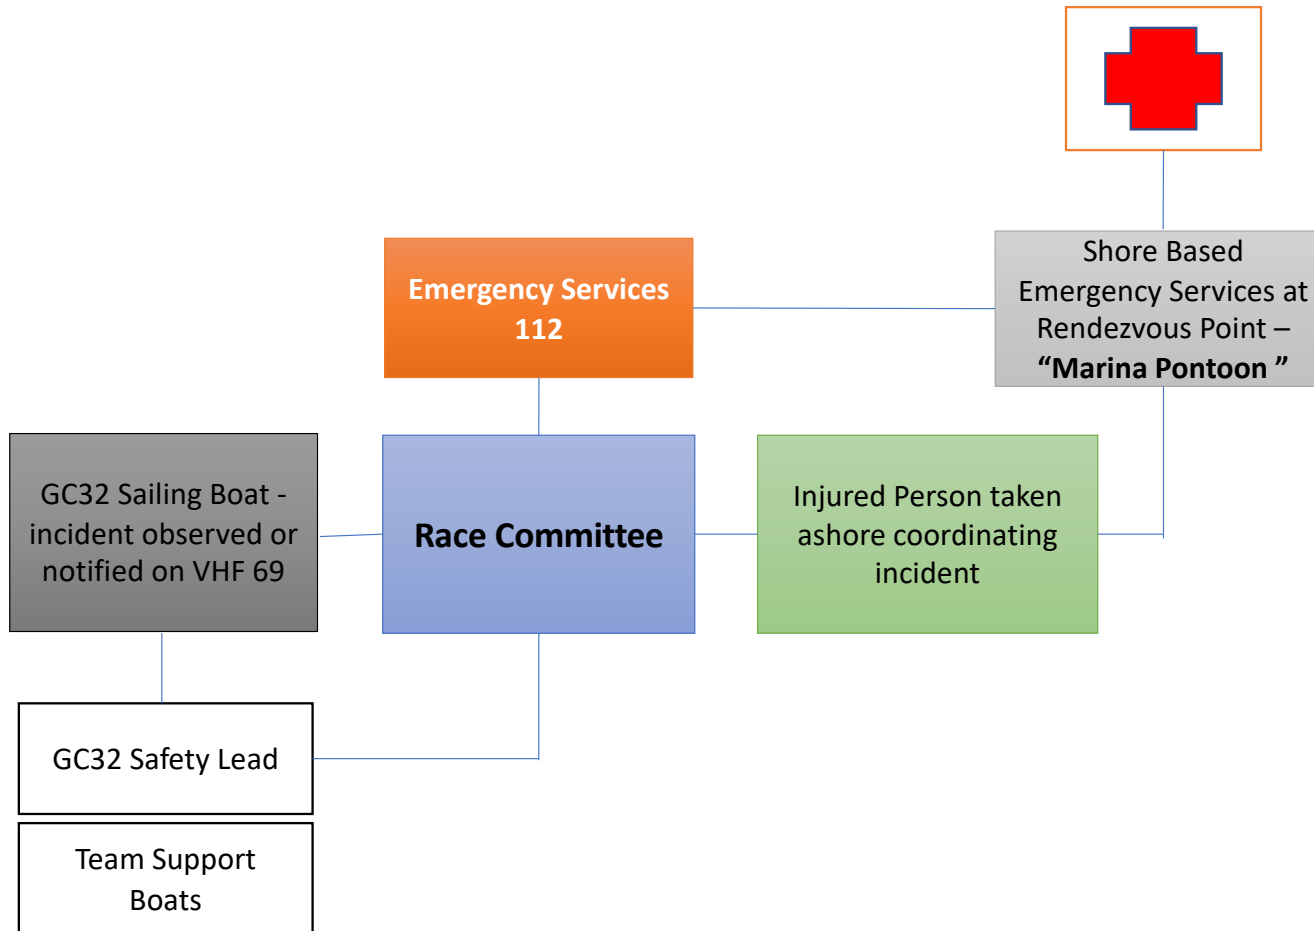 Shore Based
Emergency Services at
Rendezvous Point –
“Marina Pontoon ”
Emergency Services
112
GC32 Sailing Boat -
incident observed or
notified on VHF 69
Race Committee
Injured Person taken
ashore coordinating
incident
GC32 Safety Lead
Team Support
Boats